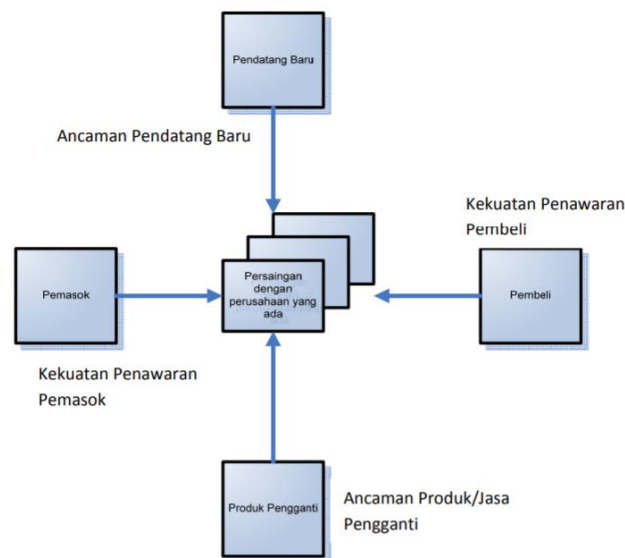 Pendatang Baru
Ancaman Pendatang Baru
Kekuatan Penawaran
Pembeli
Pemasok
Persaingan
dengan
perusahaan yang
ada
Pembeli
Kekuatan Penawaran
Pemasok
Produk Pengganti
Ancaman Produk/Jasa
Pengganti